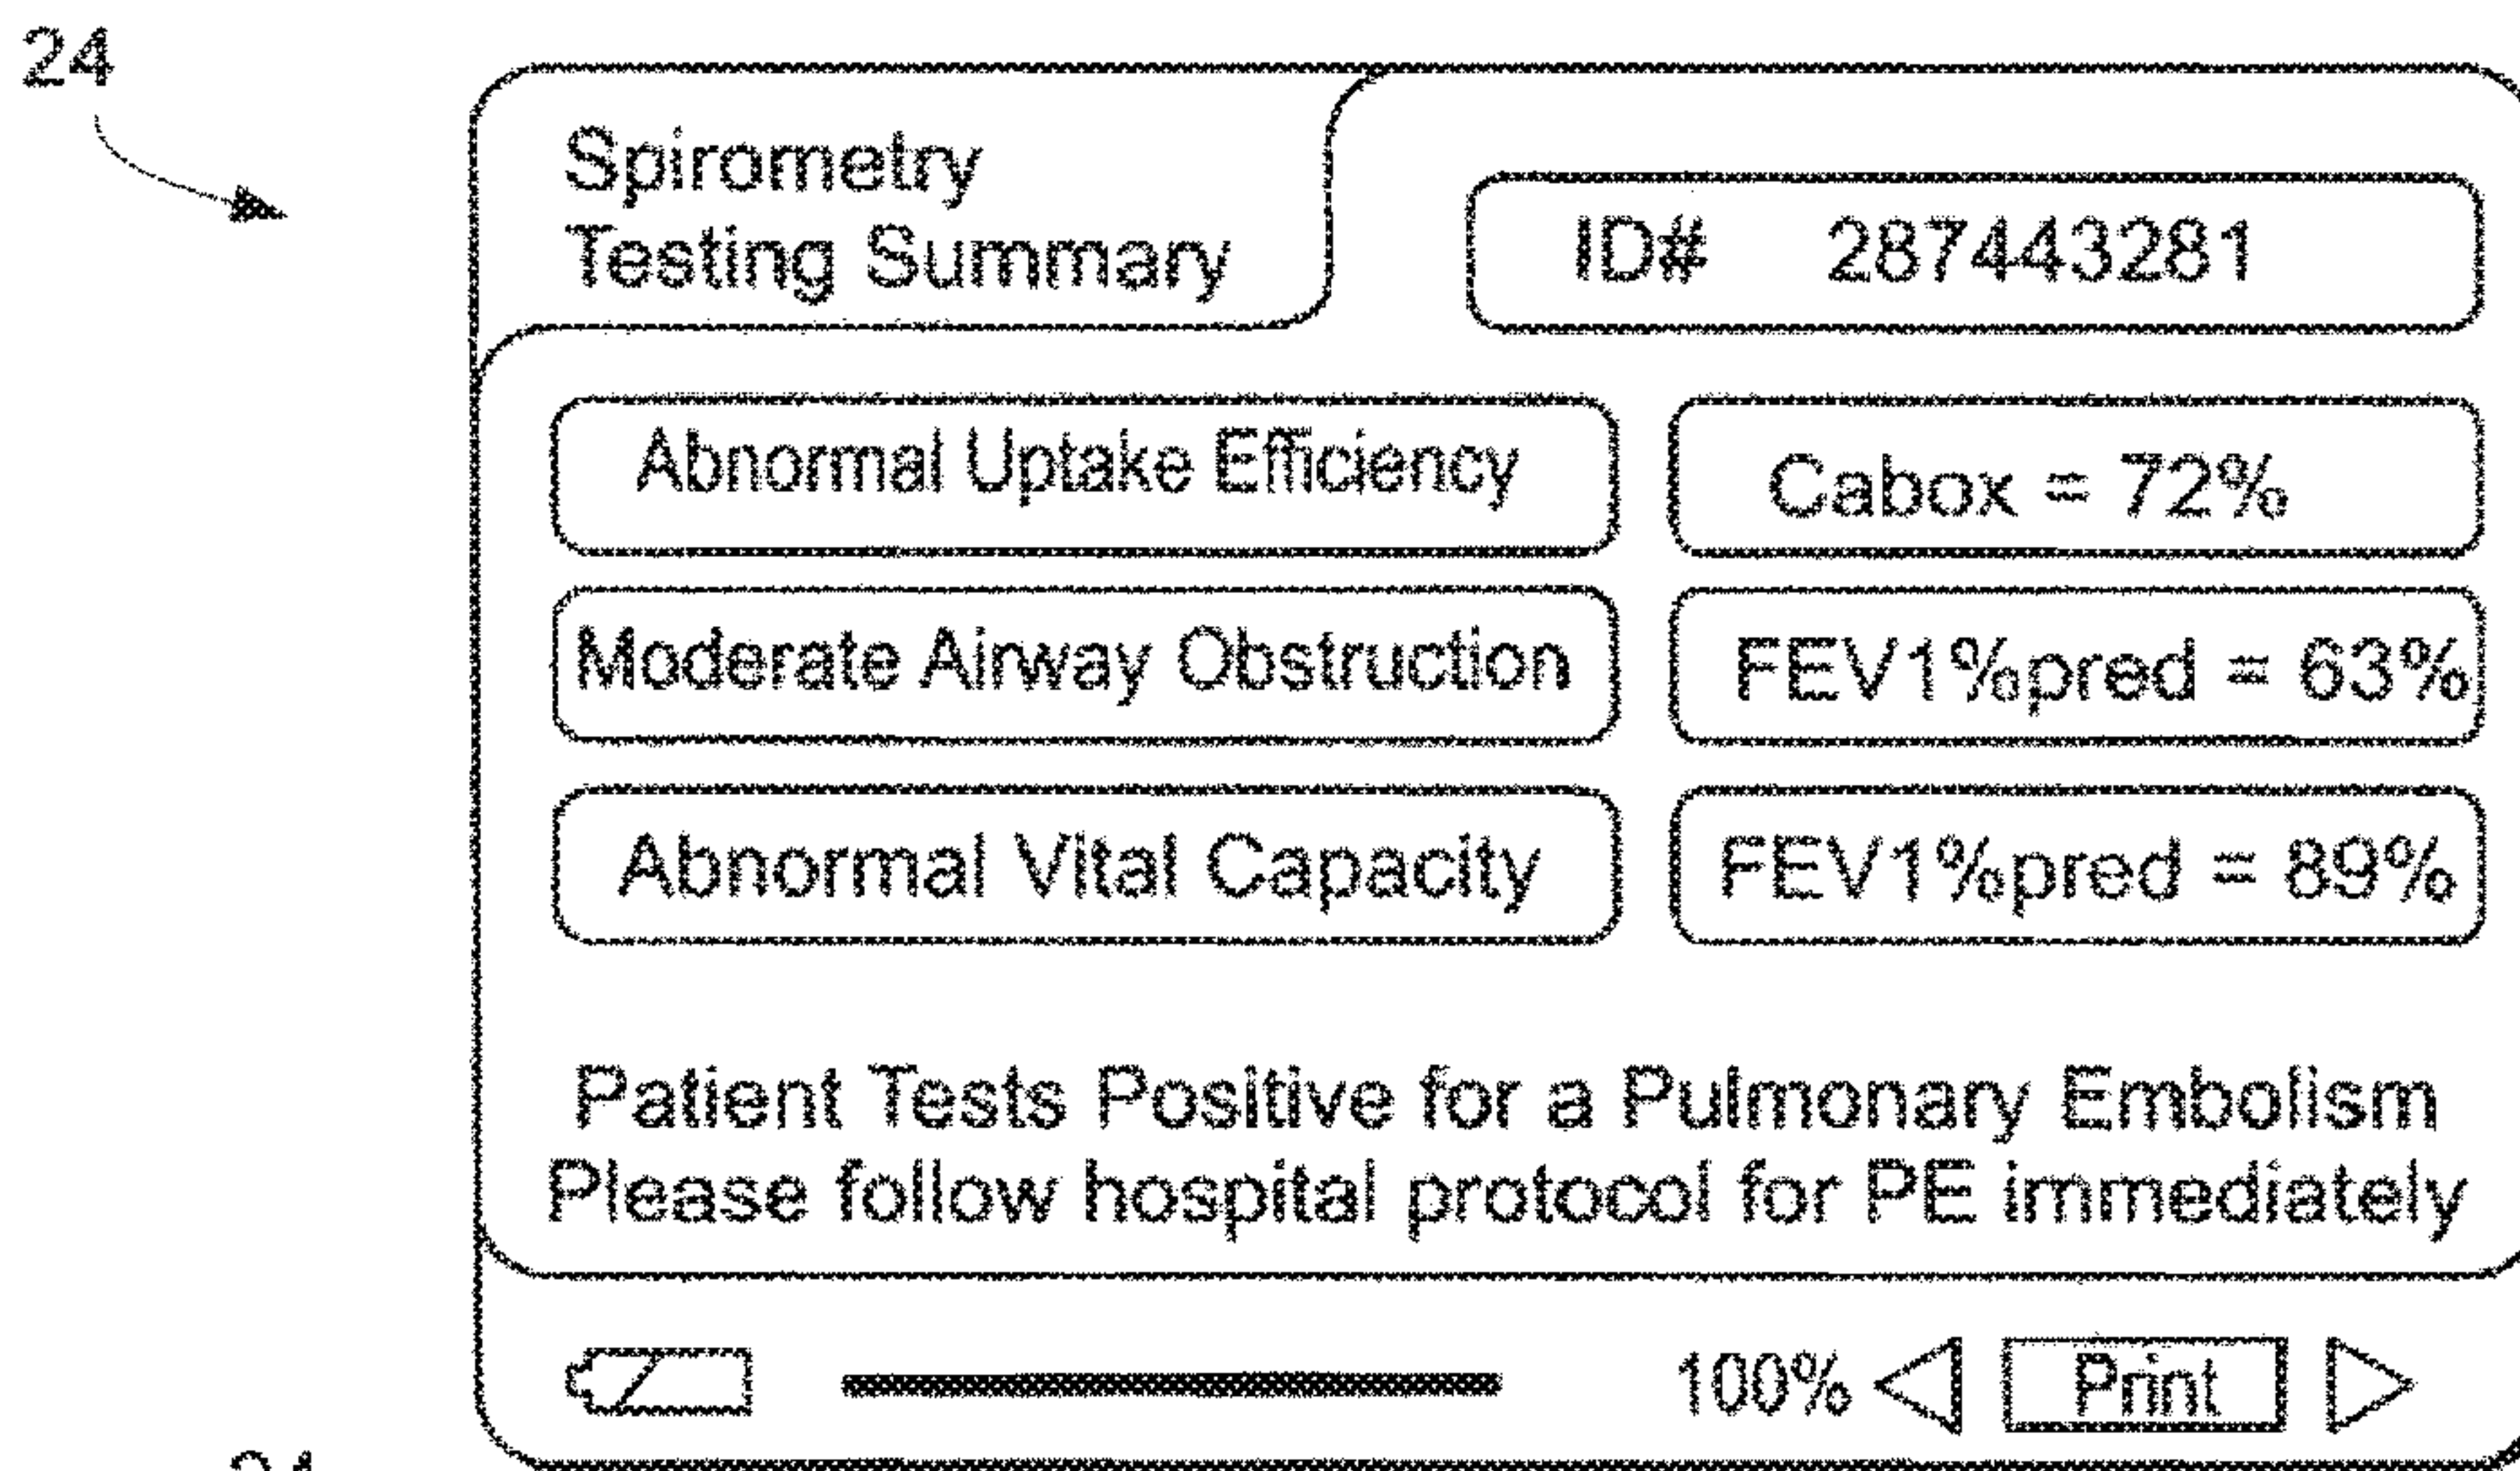 24
Spirometry
Testing Summary
ID# 287443281
Abnormal Uptake Efficiency
Cabox = 72%
Moderate Airway Obstruction
FEV1%pred = 63%
Abnormal Vital Capacity
FEV1%pred = 89%
Patient Tests Positive for a Pulmonary Embolism
Please follow hospital protocol for PE immediately
100%
Print